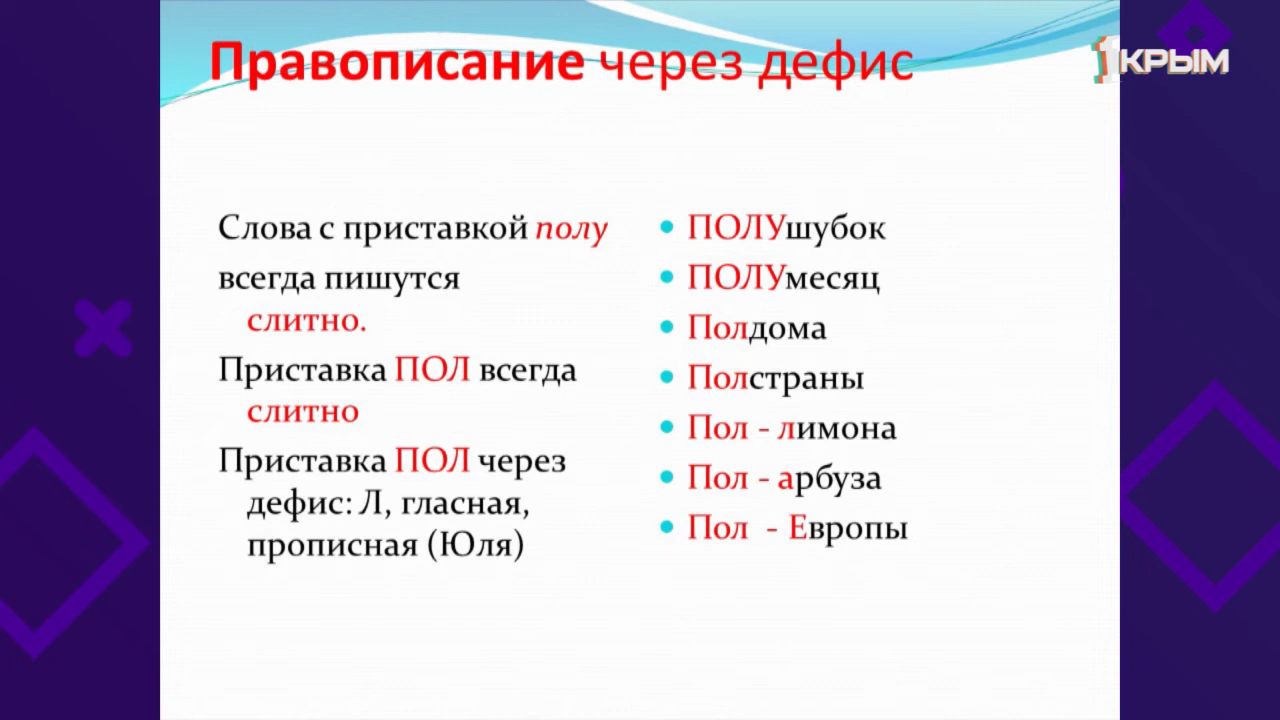 Правописание через дефис
1КРЫМ
Слова с приставкой полу
всегда пишутся
слитно.
Приставка ПОЛ всегда
слитно
Приставка ПОЛ через
дефис: Л, гласная,
прописная (Юля)
ПОЛУшубок
ПОЛУмесяц
Полдома
Полстраны
Пол - лимона
Пол - арбуза
Пол - Европы